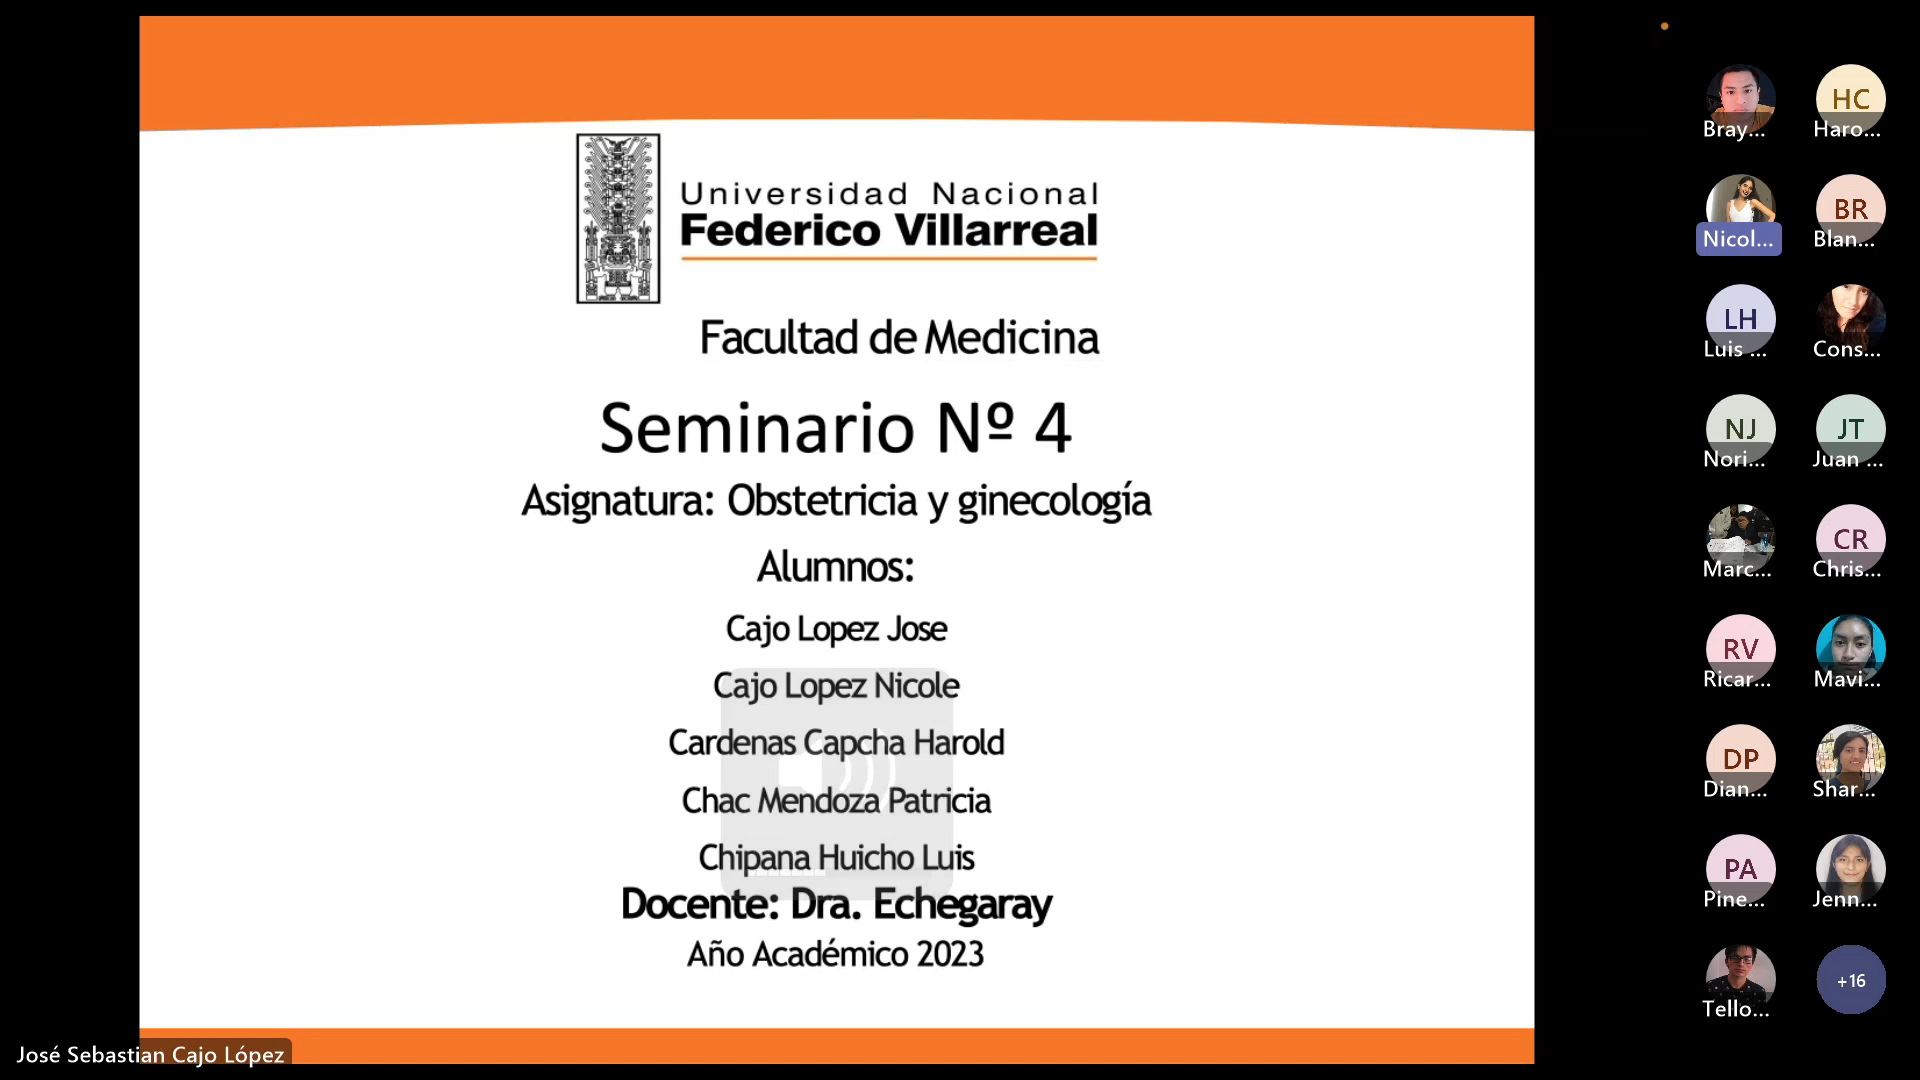 Universidad Nacional
Federico Villarreal
Facultad de Medicina
Seminario Nº 4
Asignatura: Obstetricia y ginecología
Alumnos:
Cajo Lopez Jose
Cajo Lopez Nicole
Cardenas Capcha Harold
Chac Mendoza Patricia
Chipana Huicho Luis
Docente: Dra. Echegaray
Año Académico 2023
José Sebastian Cajo López
Bray...
HC
Haro...
Nicol...
BR
Blan...
LH
Luis ...
Cons...
NJ
Nori...
JT
Juan ...
Marc...
CR
Chris...
RV
Ricar...
Mavi...
DP
Dian...
Shar...
PA
Pine...
Jenn...
Tello...
+16